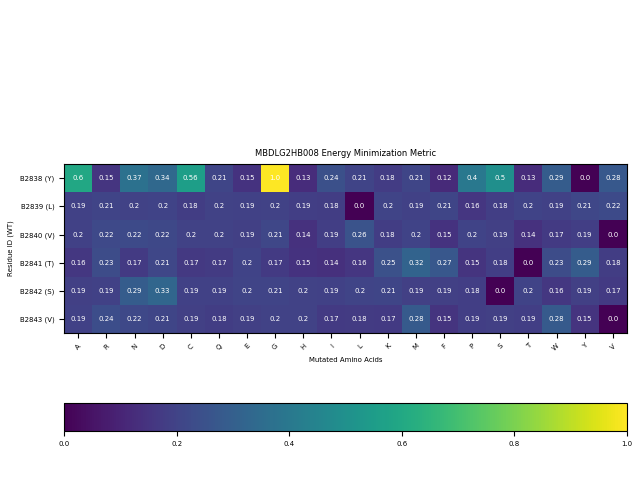 MBDLG2HB008 Energy Minimization Metric
B2838 (Y) 0.6 0.15 0.37 0.34 0.56 0.21 0.15 1.0 0.13 0.24 0.21 0.18 0.21 0.12 0.4 0.5 0.13 0.29 0.0 0.28
B2839 (L) 0.19 0.21 0.2 0.2 0.18 0.2 0.19 0.2 0.19 0.18 0.0 0.2 0.19 0.21 0.16 0.18 0.2 0.19 0.21 0.22
B2840 (V) 0.2 0.22 0.22 0.22 0.2 0.2 0.19 0.21 0.14 0.19 0.26 0.18 0.2 0.15 0.2 0.19 0.14 0.17 0.19 0.0
B2841 (T) 0.16 0.23 0.17 0.21 0.17 0.17 0.2 0.17 0.15 0.14 0.16 0.25 0.32 0.27 0.15 0.18 0.0 0.23 0.29 0.18
B2842 (S) 0.19 0.19 0.29 0.33 0.19 0.19 0.2 0.21 0.2 0.19 0.2 0.21 0.19 0.19 0.18 0.0 0.2 0.16 0.19 0.17
B2843 (V) 0.19 0.24 0.22 0.21 0.19 0.18 0.19 0.2 0.2 0.17 0.18 0.17 0.28 0.15 0.19 0.19 0.19 0.28 0.15 0.0
Residue ID (WT)
A R N D C Q E G H I L K M F P S T W Y V
Mutated Amino Acids
0.0 0.2 0.4 0.6 0.8 1.0